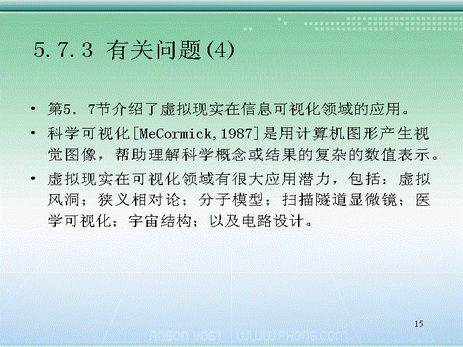 5.7.3 有关问题(4)
• 第5．7节介绍了虚拟现实在信息可视化领域的应用。
• 科学可视化[MeCormick,1987]是用计算机图形产生视
觉图像，帮助理解科学概念或结果的复杂的数值表示。
• 虚拟现实在可视化领域有很大应用潜力，包括：虚拟
风洞；狭义相对论；分子模型；扫描隧道显微镜；医
学可视化；宇宙结构；以及电路设计。
15